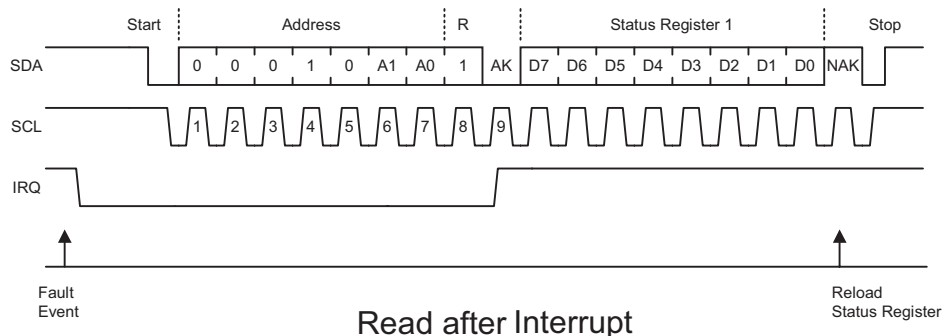 Start Address R Status Register 1 Stop
SDA 0 0 0 1 0 A1 A0 1 AK D7 D6 D5 D4 D3 D2 D1 D0 NAK
SCL 1 2 3 4 5 6 7 8 9
IRQ
Fault
Event
Reload
Status Register
Read after Interrupt